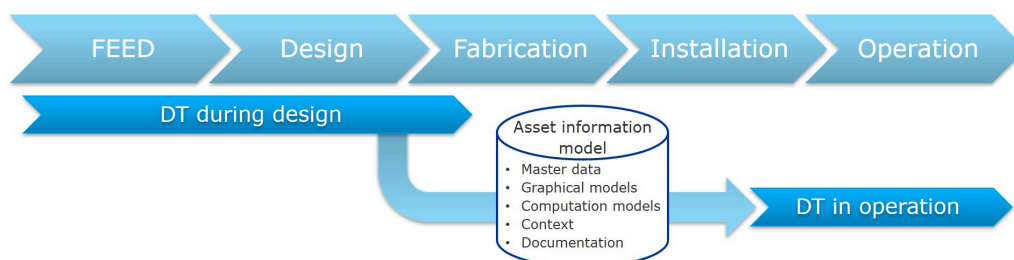 FEED
Design
Fabrication
Installation
Operation
DT during design
Asset information
model
• Master data
• Graphical models
• Computation models
• Context
• Documentation
DT in operation